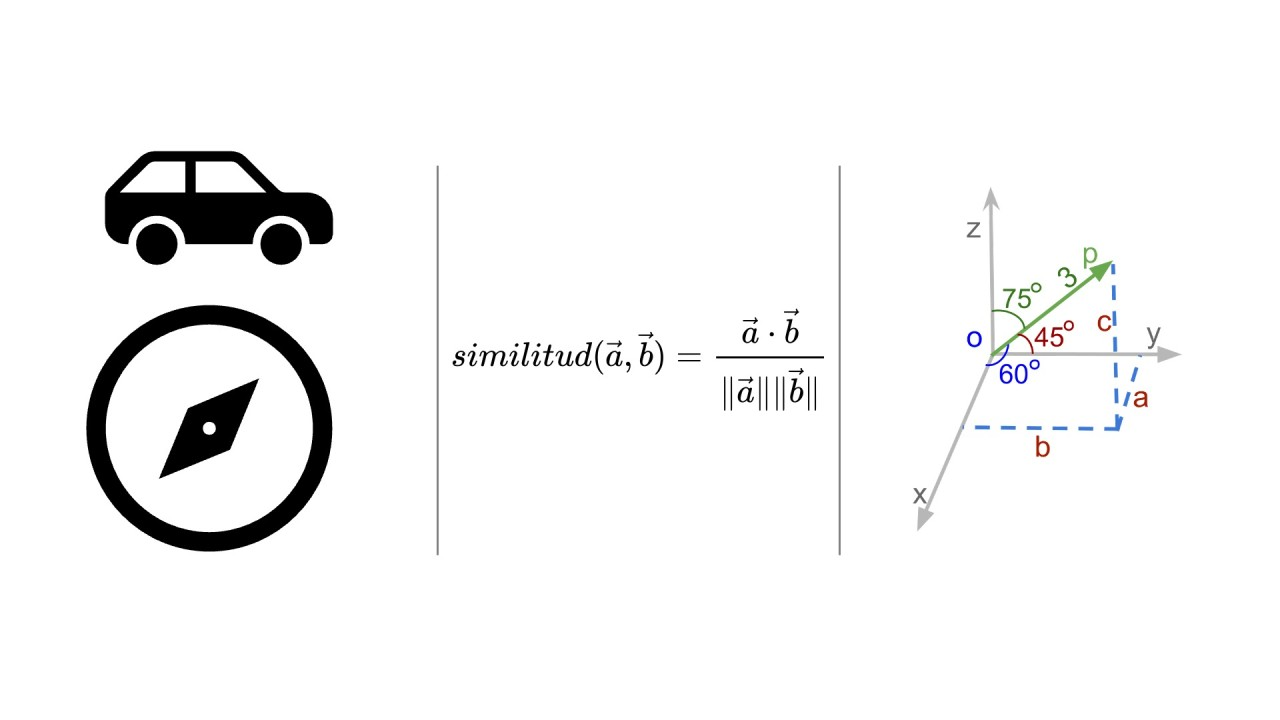 similitud(a⃗, b⃗) = a⃗ · b⃗ / ‖a⃗‖‖b⃗‖
z
p
3
75°
c
o
45°
y
60°
a
b
x